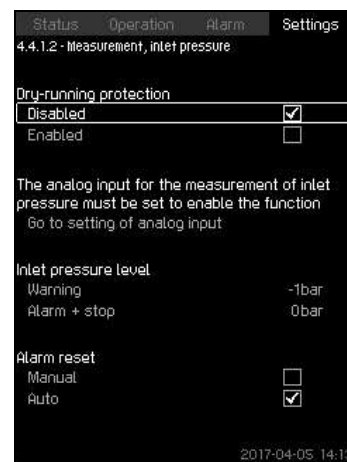 Status Operation Alarm Settings
4.4.1.2 - Measurement, inlet pressure
Dry-running protection
Disabled
Enabled
The analog input for the measurement of inlet
pressure must be set to enable the function
Go to setting of analog input
Inlet pressure level
Warning -1bar
Alarm + stop 0bar
Alarm reset
Manual
Auto
2017-04-05 14:1